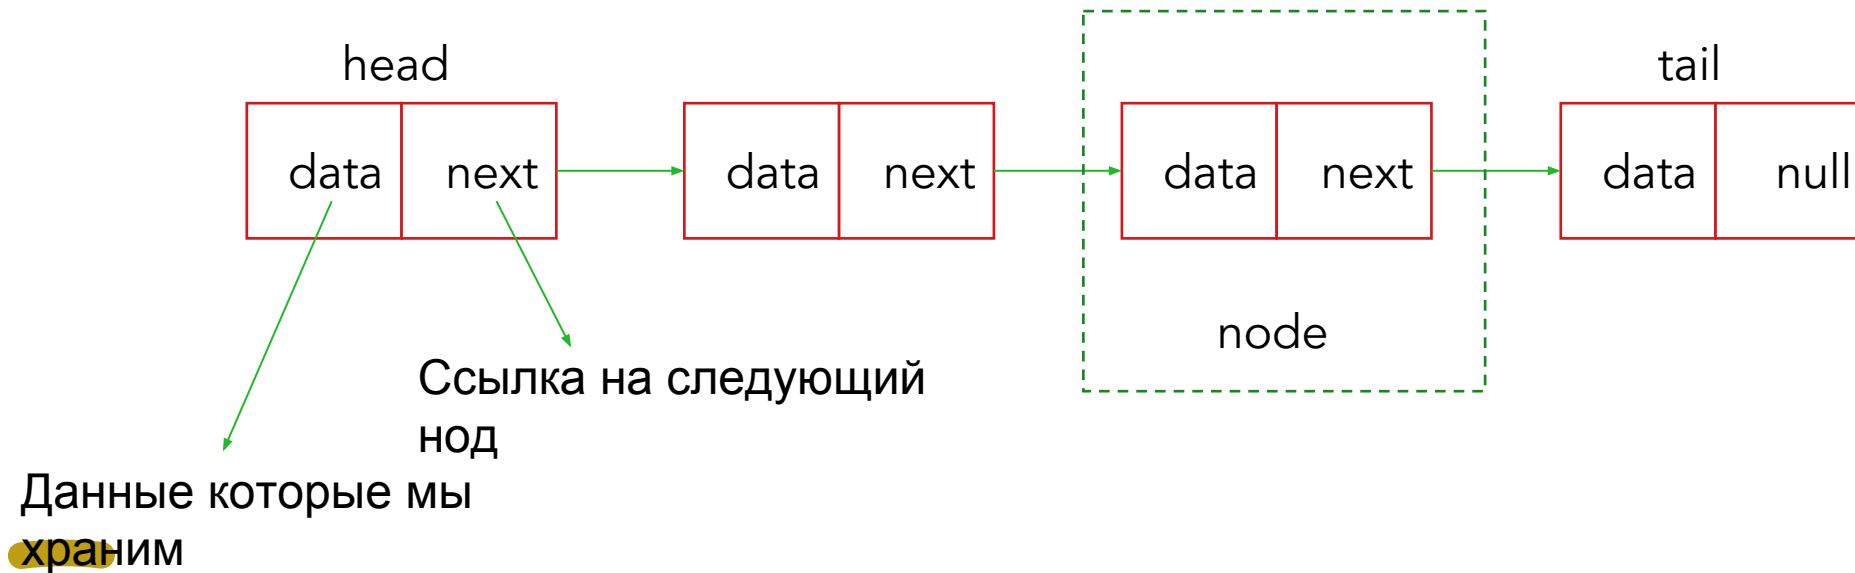 head
tail
data next data next data next data null
node
Ссылка на следующий
нод
Данные которые мы
храним